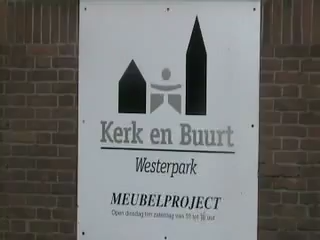 Kerk en Buurt
Westerpark
MEUBELPROJECT
Open dinsdag t/m zaterdag van 10 tot 16 uur